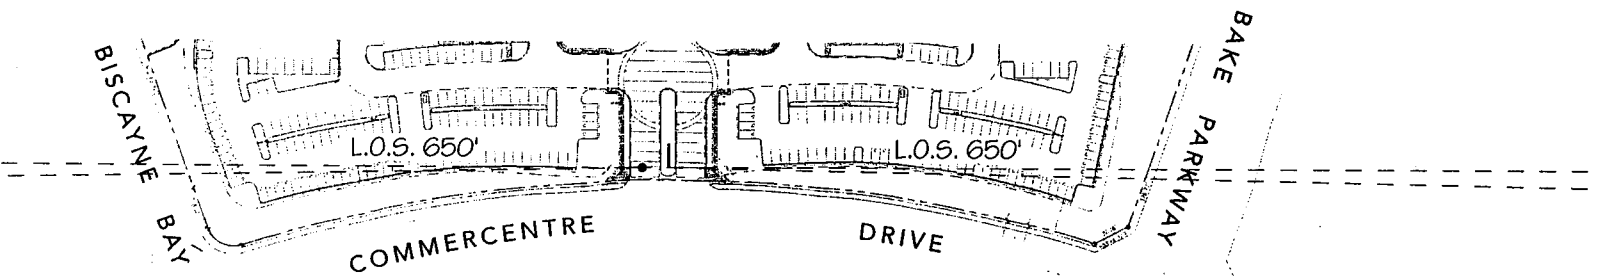 BISCAYNE BAY
L.O.S. 650'
L.O.S. 650'
COMMERCENTRE DRIVE
BAKE PARKWAY